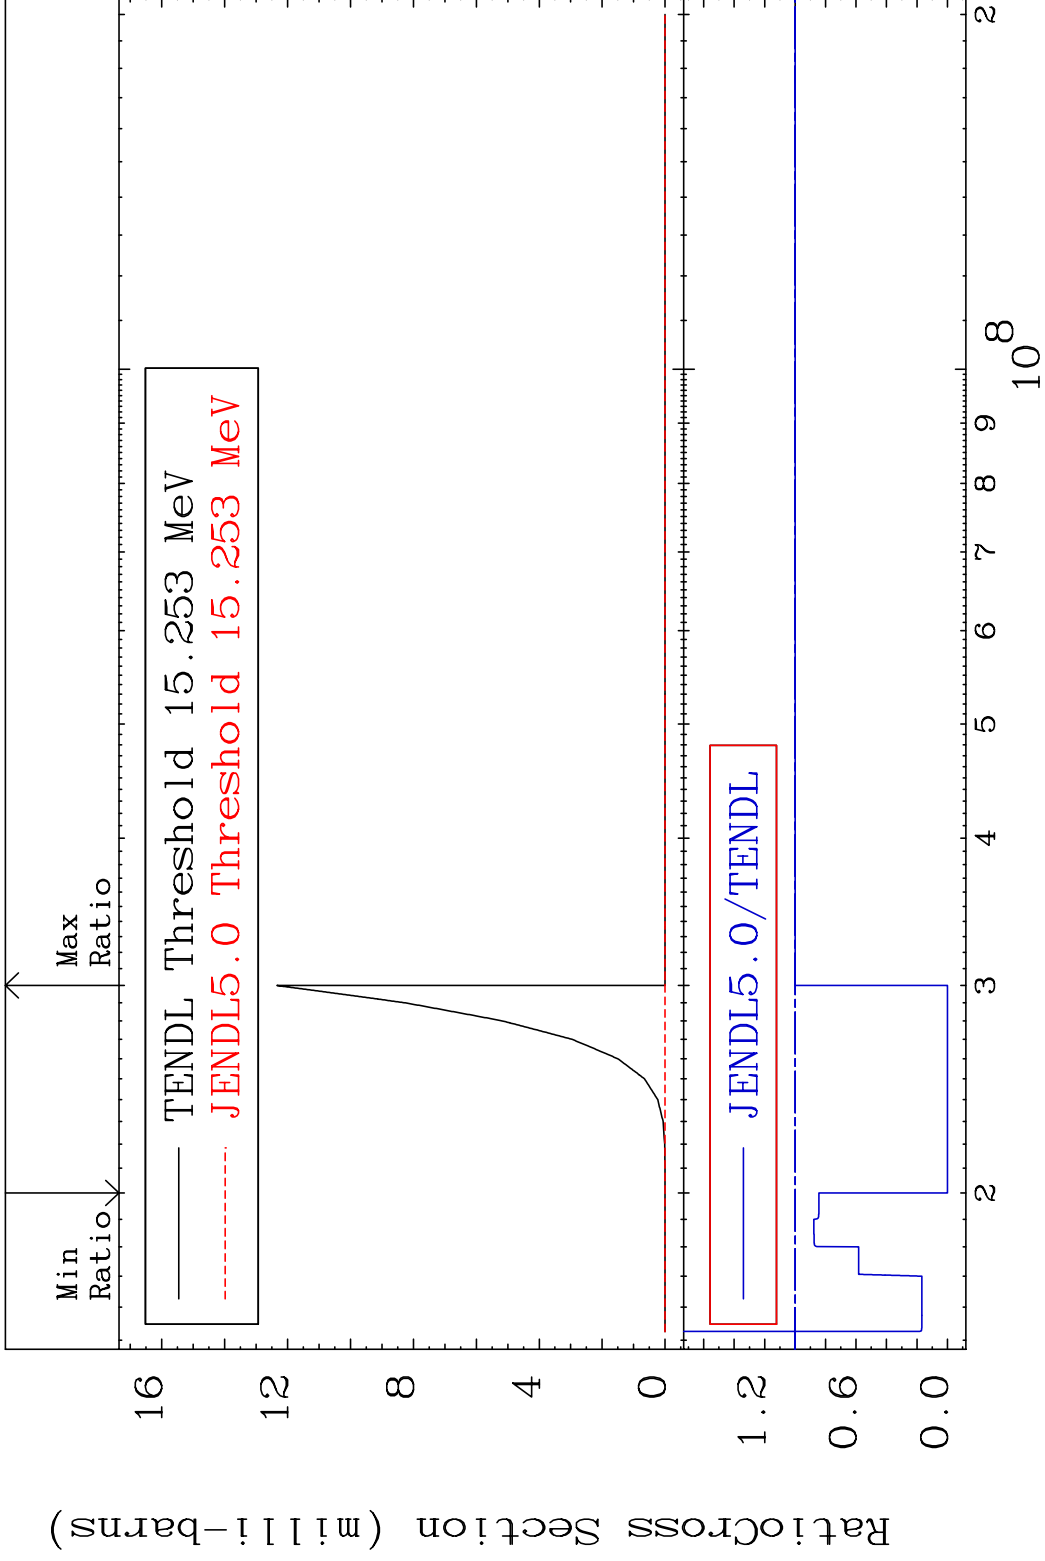 Min
Ratio
Max
Ratio
TENDL Threshold 15.253 MeV
JENDL5.0 Threshold 15.253 MeV
16
12
8
4
0
JENDL5.0/TENDL
1.2
0.6
0.0
2
3
4
5
6
7
8
9
10^8
2
RatioCross Section (milli-barns)